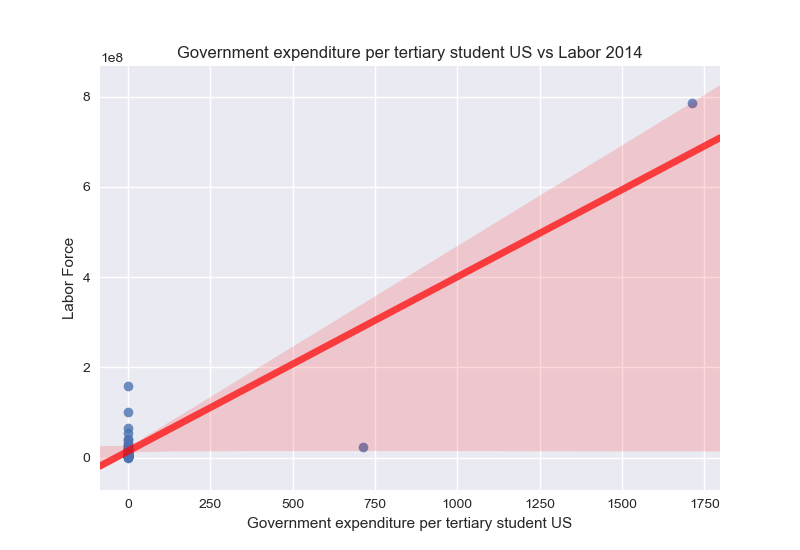 Government expenditure per tertiary student US vs Labor 2014
1e8
8
6
4
2
0
Labor Force
0 250 500 750 1000 1250 1500 1750
Government expenditure per tertiary student US